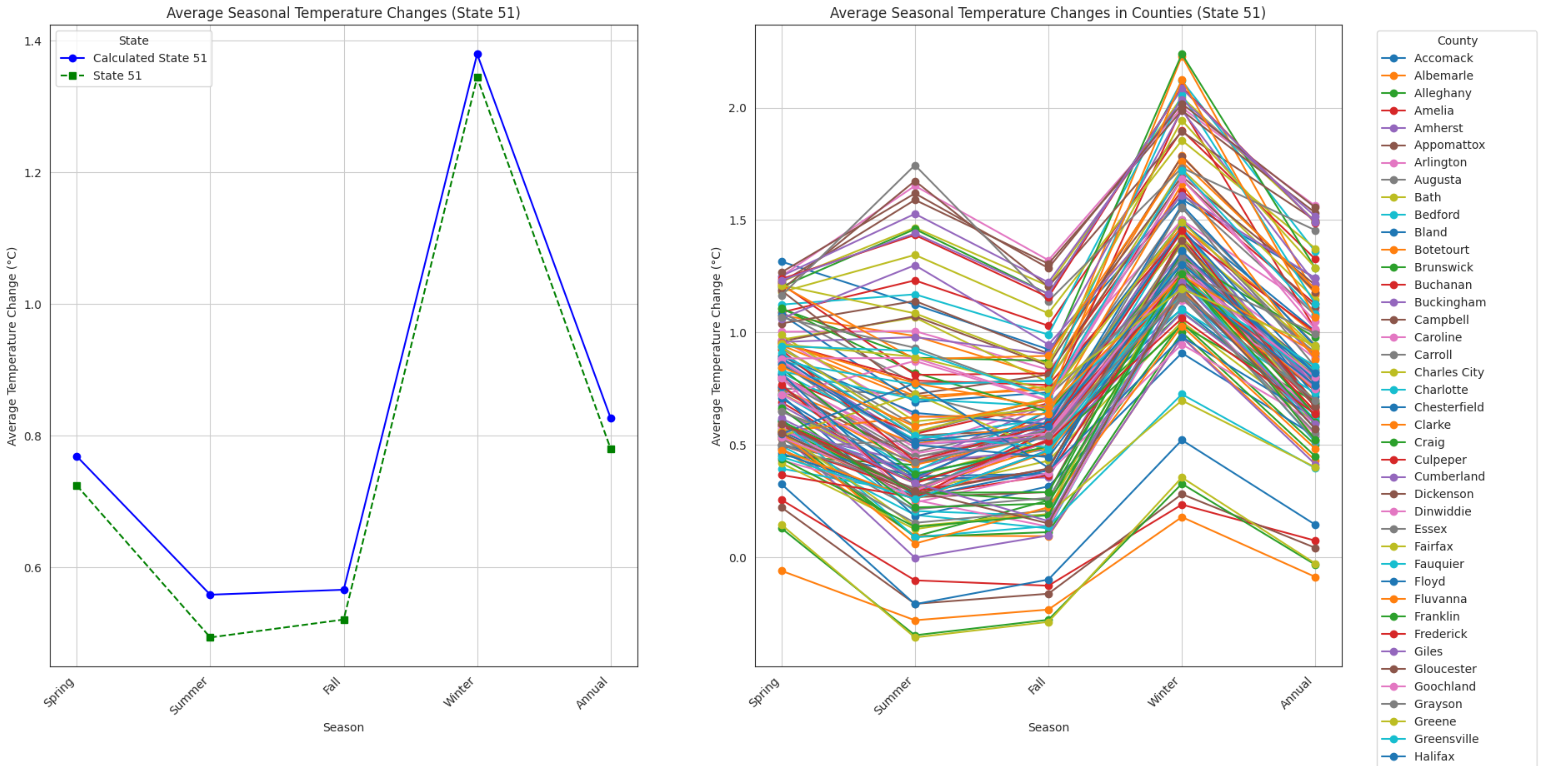 Average Seasonal Temperature Changes (State 51)
Average Temperature Change (°C)
1.4
1.2
1.0
0.8
0.6
State
Calculated State 51
State 51
Spring
Summer
Fall
Winter
Annual
Season
Average Seasonal Temperature Changes in Counties (State 51)
Average Temperature Change (°C)
2.0
1.5
1.0
0.5
0.0
Spring
Summer
Fall
Winter
Annual
Season
County
Accomack
Albemarle
Alleghany
Amelia
Amherst
Appomattox
Arlington
Augusta
Bath
Bedford
Bland
Botetourt
Brunswick
Buchanan
Buckingham
Campbell
Caroline
Carroll
Charles City
Charlotte
Chesterfield
Clarke
Craig
Culpeper
Cumberland
Dickenson
Dinwiddie
Essex
Fairfax
Fauquier
Floyd
Fluvanna
Franklin
Frederick
Giles
Gloucester
Goochland
Grayson
Greene
Greensville
Halifax